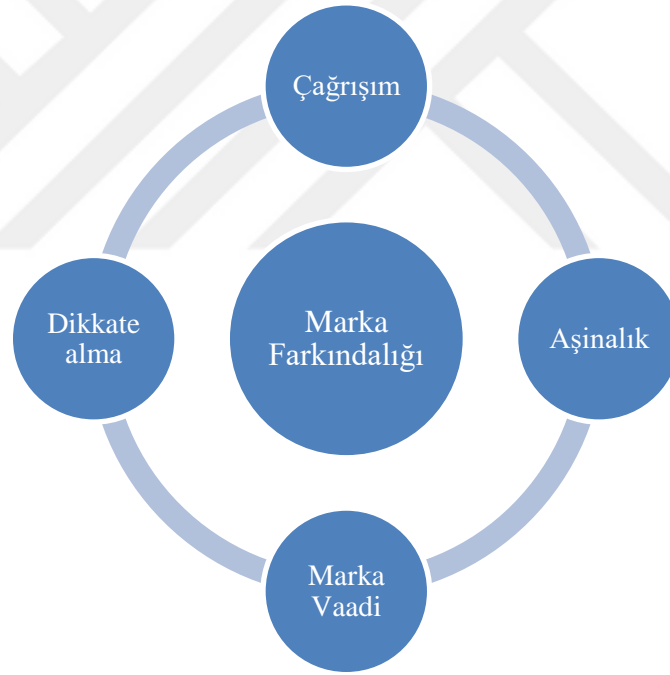 Çağrışım
Dikkate
alma
Marka
Farkındalığı
Aşinalık
Marka
Vaadi